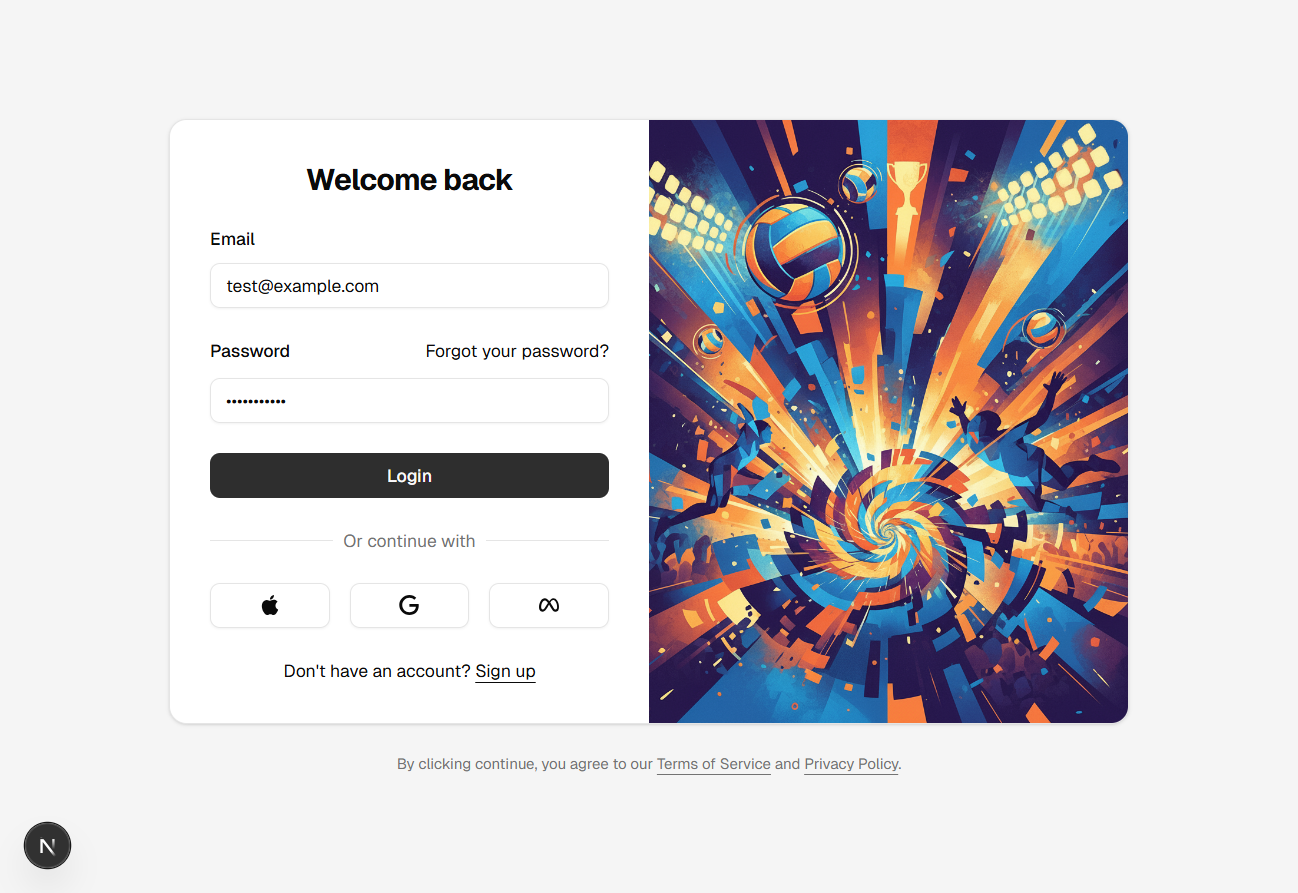 Welcome back
Email
test@example.com
Password Forgot your password?
•••••••••••
Login
Or continue with
G
Don't have an account? Sign up
By clicking continue, you agree to our Terms of Service and Privacy Policy.
N